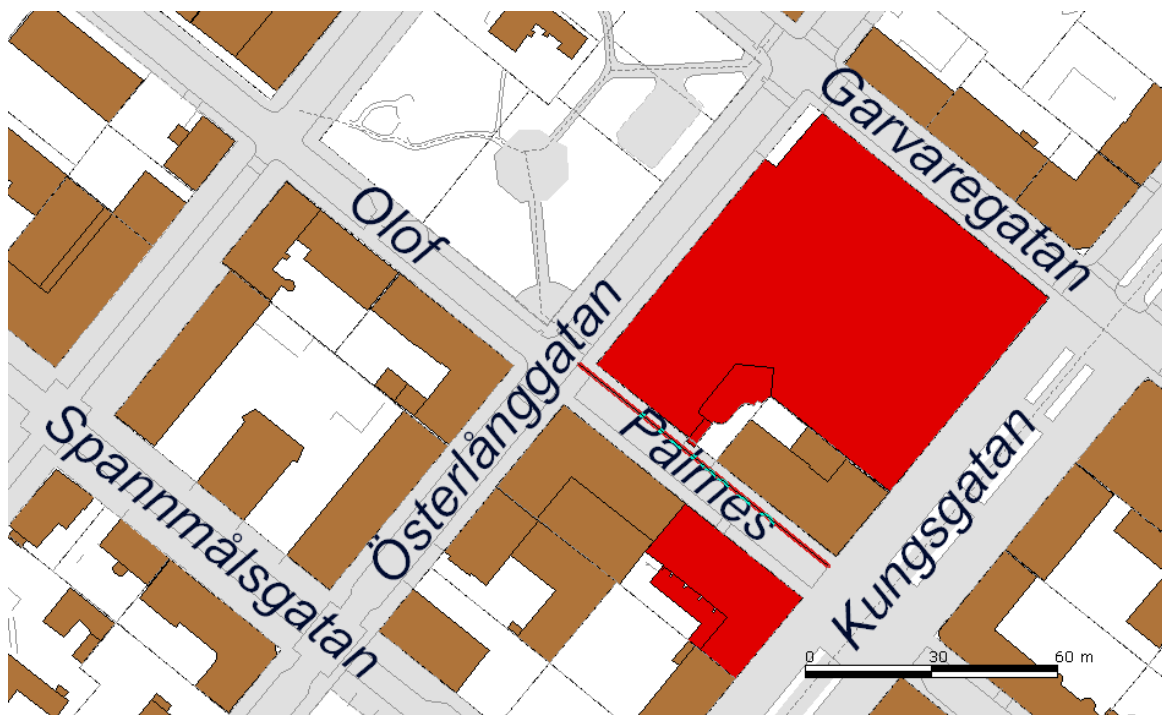 Garvaregatan
Olof
Palmes
Österlånggatan
Spannmålsgatan
Kungsgatan
0 30 60 m